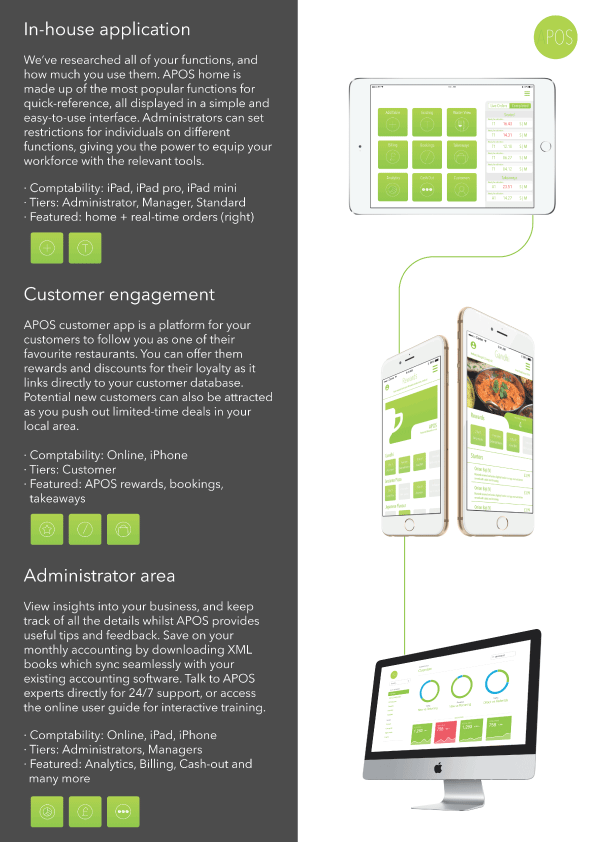 In-house application
We've researched all of your functions, and
how much you use them. APOS home is
made up of the most popular functions for
quick-reference, all displayed in a simple and
easy-to-use interface. Administrators can set
restrictions for individuals on different
functions, giving you the power to equip your
workforce with the relevant tools.
· Comptability: iPad, iPad pro, iPad mini
· Tiers: Administrator, Manager, Standard
· Featured: home + real-time orders (right)
T
Customer engagement
APOS customer app is a platform for your
customers to follow you as one of their
favourite restaurants. You can offer them
rewards and discounts for their loyalty as it
links directly to your customer database.
Potential new customers can also be attracted
as you push out limited-time deals in your
local area.
· Comptability: Online, iPhone
· Tiers: Customer
· Featured: APOS rewards, bookings,
takeaways
Administrator area
View insights into your business, and keep
track of all the details whilst APOS provides
useful tips and feedback. Save on your
monthly accounting by downloading XML
books which sync seamlessly with your
existing accounting software. Talk to APOS
experts directly for 24/7 support, or access
the online user guide for interactive training.
· Comptability: Online, iPad, iPhone
· Tiers: Administrators, Managers
· Featured: Analytics, Billing, Cash-out and
many more
£
POS